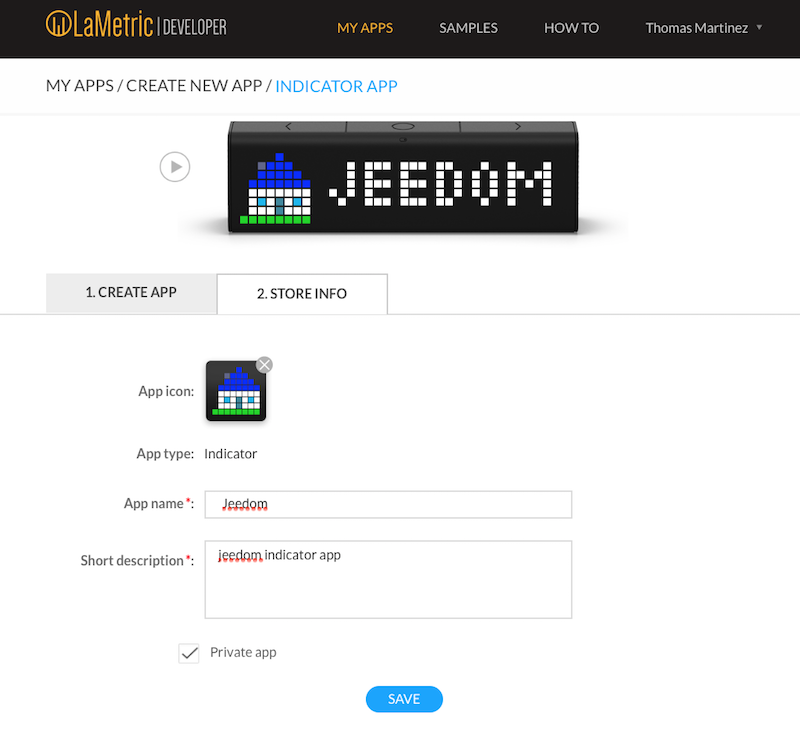 LaMetric | DEVELOPER MY APPS SAMPLES HOW TO Thomas Martinez
MY APPS / CREATE NEW APP / INDICATOR APP
JEEDOM
1. CREATE APP 2. STORE INFO
App icon:
App type: Indicator
App name*: Jeedom
Short description*: jeedom indicator app
Private app
SAVE